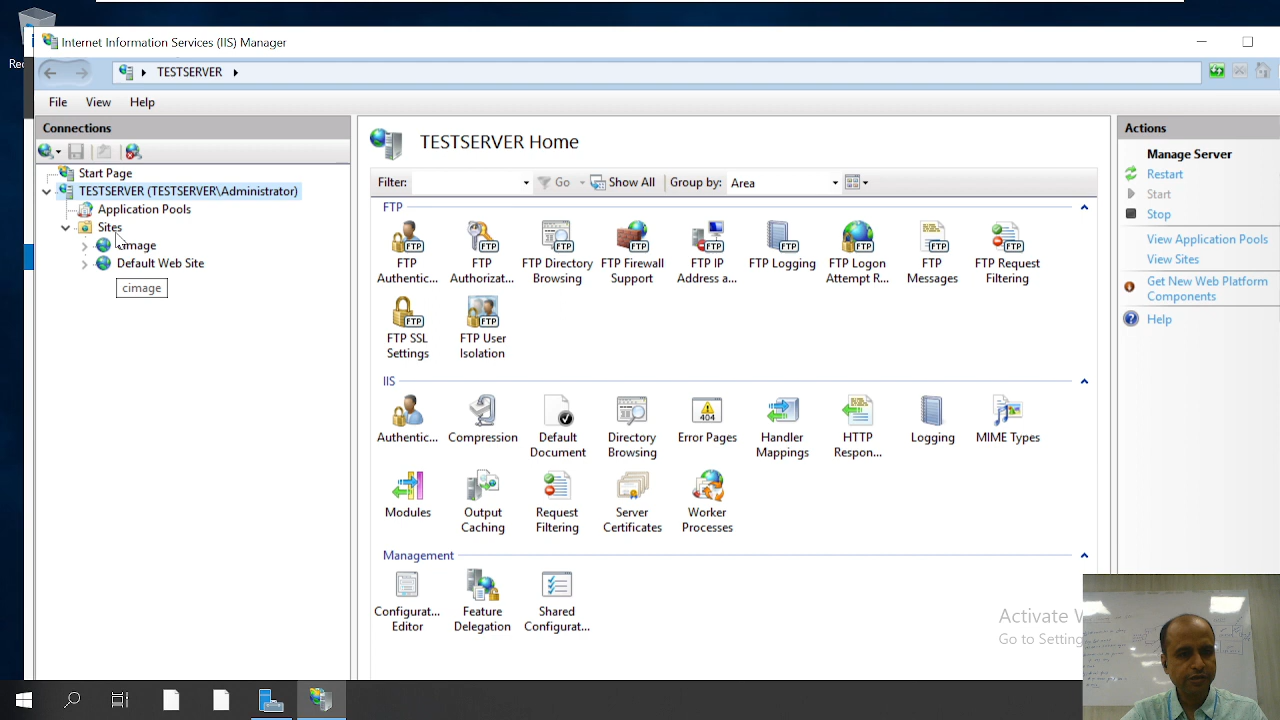 Internet Information Services (IIS) Manager
TESTSERVER
File View Help
Connections
Start Page
TESTSERVER (TESTSERVER\Administrator)
Application Pools
Sites
cimage
Default Web Site
cimage
TESTSERVER Home
Filter: Go Show All Group by: Area
FTP
FTP Authentic...
FTP Authorizat...
FTP Directory Browsing
FTP Firewall Support
FTP IP Address a...
FTP Logging
FTP Logon Attempt R...
FTP Messages
FTP Request Filtering
FTP SSL Settings
FTP User Isolation
IIS
Authentic...
Compression
Default Document
Directory Browsing
Error Pages
Handler Mappings
HTTP Respon...
Logging
MIME Types
Modules
Output Caching
Request Filtering
Server Certificates
Worker Processes
Management
Configurat... Editor
Feature Delegation
Shared Configurat...
Actions
Manage Server
Restart
Start
Stop
View Application Pools
View Sites
Get New Web Platform
Components
Help
Activate
Go to Setting